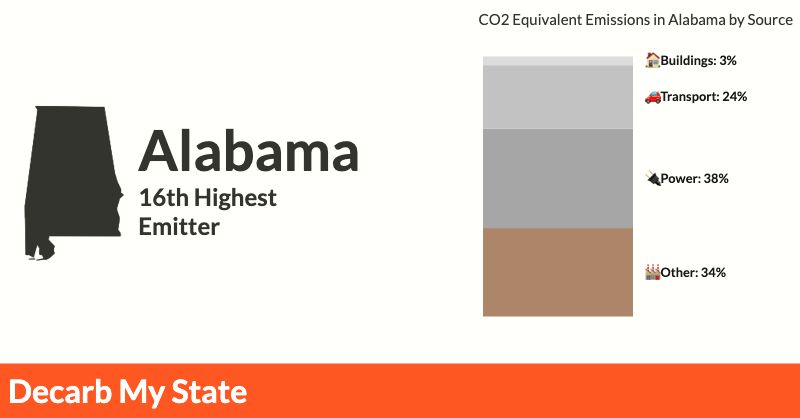 CO2 Equivalent Emissions in Alabama by Source
Alabama
16th Highest
Emitter
Buildings: 3%
Transport: 24%
Power: 38%
Other: 34%
Decarb My State